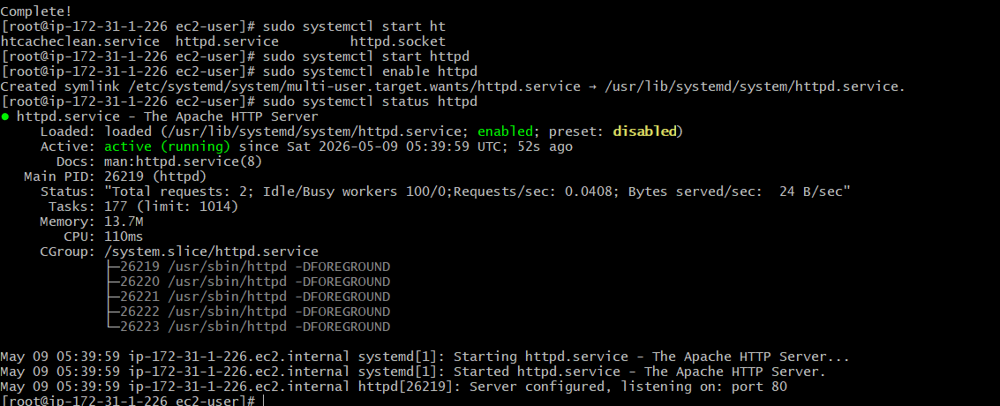 Complete!
[root@ip-172-31-1-226 ec2-user]# sudo systemctl start ht
htcacheclean.service  httpd.service         httpd.socket
[root@ip-172-31-1-226 ec2-user]# sudo systemctl start httpd
[root@ip-172-31-1-226 ec2-user]# sudo systemctl enable httpd
Created symlink /etc/systemd/system/multi-user.target.wants/httpd.service → /usr/lib/systemd/system/httpd.service.
[root@ip-172-31-1-226 ec2-user]# sudo systemctl status httpd
● httpd.service - The Apache HTTP Server
     Loaded: loaded (/usr/lib/systemd/system/httpd.service; enabled; preset: disabled)
     Active: active (running) since Sat 2026-05-09 05:39:59 UTC; 52s ago
       Docs: man:httpd.service(8)
   Main PID: 26219 (httpd)
     Status: "Total requests: 2; Idle/Busy workers 100/0;Requests/sec: 0.0408; Bytes served/sec:  24 B/sec"
      Tasks: 177 (limit: 1014)
     Memory: 13.7M
        CPU: 110ms
     CGroup: /system.slice/httpd.service
             ├─26219 /usr/sbin/httpd -DFOREGROUND
             ├─26220 /usr/sbin/httpd -DFOREGROUND
             ├─26221 /usr/sbin/httpd -DFOREGROUND
             ├─26222 /usr/sbin/httpd -DFOREGROUND
             └─26223 /usr/sbin/httpd -DFOREGROUND

May 09 05:39:59 ip-172-31-1-226.ec2.internal systemd[1]: Starting httpd.service - The Apache HTTP Server...
May 09 05:39:59 ip-172-31-1-226.ec2.internal systemd[1]: Started httpd.service - The Apache HTTP Server.
May 09 05:39:59 ip-172-31-1-226.ec2.internal httpd[26219]: Server configured, listening on: port 80
[root@ip-172-31-1-226 ec2-user]#